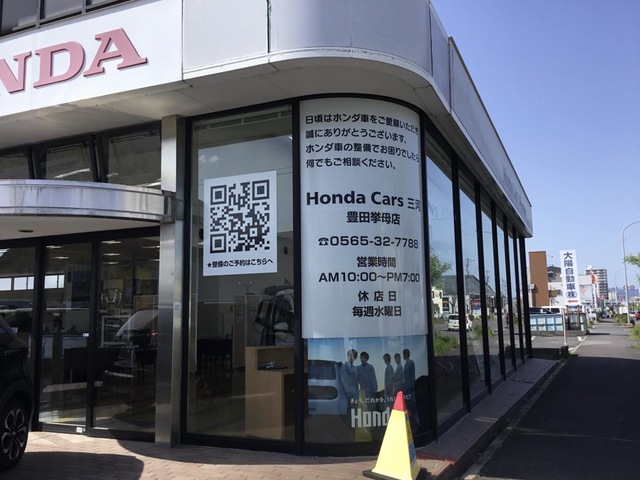 NDA
日頃はホンダ車をご愛顧いただき
誠にありがとうございます。
ホンダ車の整備でお困りでしたら
何でもご相談ください。
Honda Cars 三河
豊田挙母店
☎0565-32-7788
営業時間
AM10:00～PM7:00
休店日
毎週水曜日
★整備のご予約はこちらへ
Hond
大陽自動車㈱